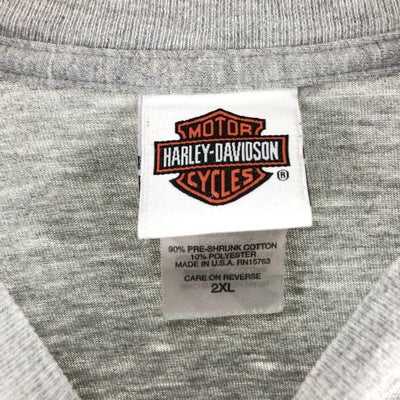 MOTOR
HARLEY-DAVIDSON
CYCLES ®
90% PRE-SHRUNK COTTON
10% POLYESTER
MADE IN U.S.A. RN15763
CARE ON REVERSE
2XL